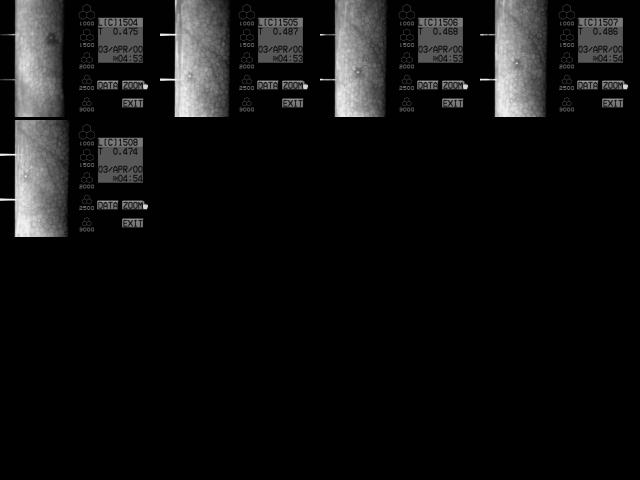 L[C]1504
T 0.475
03/APR/00
04:53
DATA ZOOM
EXIT
1000
1500
2000
2500
3000
L[C]1505
T 0.487
03/APR/00
04:53
DATA ZOOM
EXIT
1000
1500
2000
2500
3000
L[C]1506
T 0.468
03/APR/00
04:53
DATA ZOOM
EXIT
1000
1500
2000
2500
3000
L[C]1507
T 0.486
03/APR/00
04:54
DATA ZOOM
EXIT
1000
1500
2000
2500
3000
L[C]1508
T 0.474
03/APR/00
04:54
DATA ZOOM
EXIT
1000
1500
2000
2500
3000